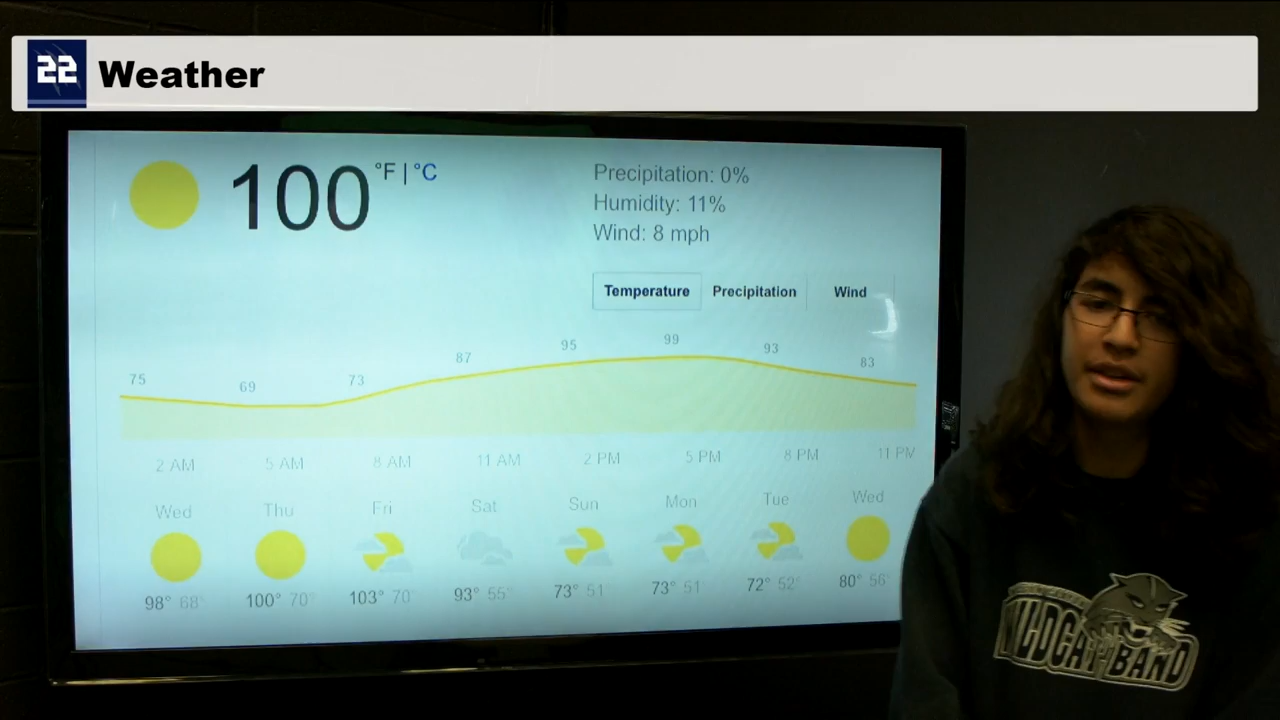 22 Weather
100 °F | °C
Precipitation: 0%
Humidity: 11%
Wind: 8 mph
Temperature Precipitation Wind
75 69 73 87 95 99 93 83
2 AM 5 AM 8 AM 11 AM 2 PM 5 PM 8 PM 11 PM
Wed Thu Fri Sat Sun Mon Tue Wed
98° 68° 100° 70° 103° 70° 93° 55° 73° 51° 73° 51° 72° 52° 80° 56°
WILDCAT BAND